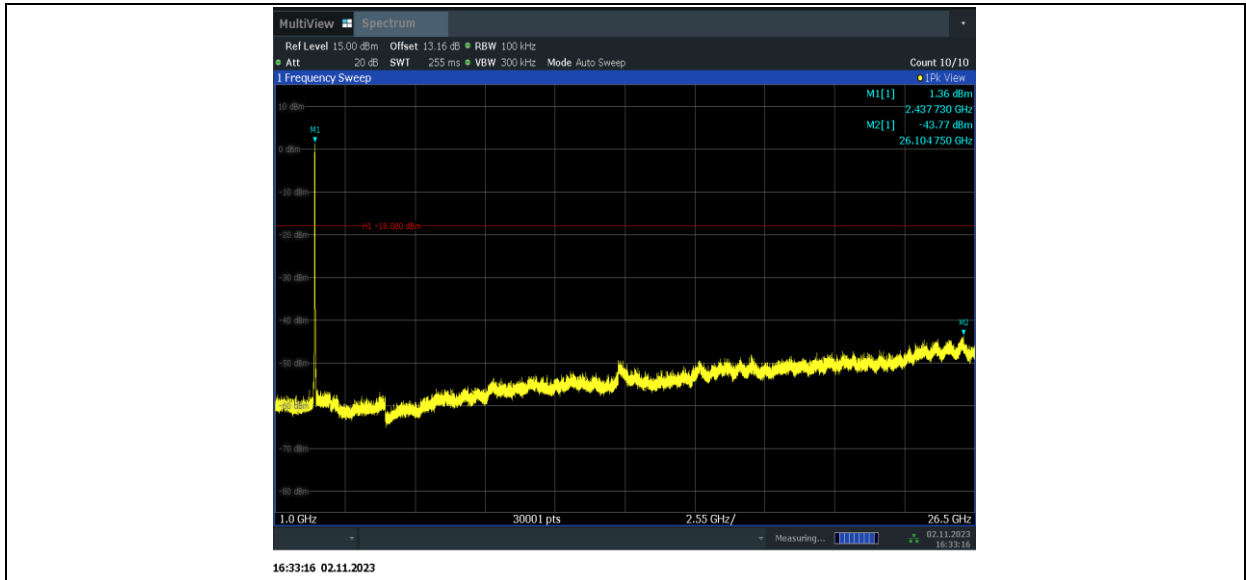 MultiView Spectrum
Ref Level 15.00 dBm Offset 13.16 dB RBW 100 kHz
Att 20 dB SWT 255 ms VBW 300 kHz Mode Auto Sweep Count 10/10
1 Frequency Sweep 1Pk View
M1[1] 1.36 dBm
2.437 730 GHz
M2[1] -43.77 dBm
26.104 750 GHz
10 dBm
M1
0 dBm
-10 dBm
H1 -18.080 dBm
-20 dBm
-30 dBm
-40 dBm
M2
-50 dBm
-60 dBm
-70 dBm
-80 dBm
1.0 GHz 30001 pts 2.55 GHz/ 26.5 GHz
Measuring... 02.11.2023
16:33:16
16:33:16 02.11.2023